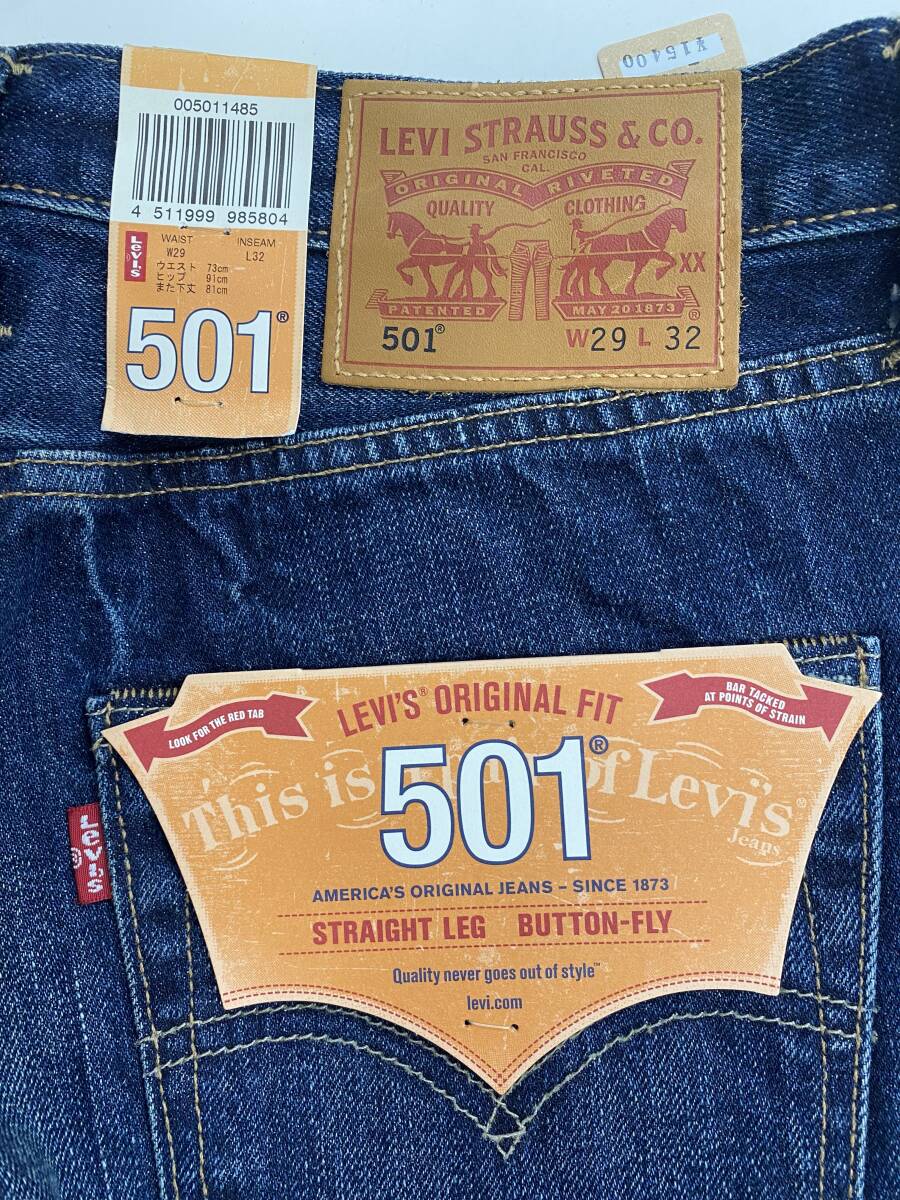 ¥15400
005011485
4 511999 985804
Levi's
WAIST INSEAM
W29 L32
ウエスト 73cm
ヒップ 91cm
また下丈 81cm
501®
LEVI STRAUSS & CO.
SAN FRANCISCO
CAL.
ORIGINAL RIVETED
QUALITY CLOTHING
XX
PATENTED MAY 20 1873
®
501® W29 L 32
LEVI'S® ORIGINAL FIT
LOOK FOR THE RED TAB
BAR TACKED
AT POINTS OF STRAIN
This is a of Levi's®
Jeans
501®
AMERICA'S ORIGINAL JEANS – SINCE 1873
STRAIGHT LEG BUTTON-FLY
Quality never goes out of style™
levi.com
Levi's
®